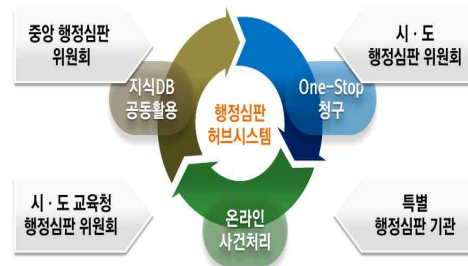 중앙 행정심판
위원회
시 · 도
행정심판 위원회
지식DB
공동활용
One-Stop
청구
행정심판
허브시스템
시 · 도 교육청
행정심판 위원회
온라인
사건처리
특별
행정심판 기관